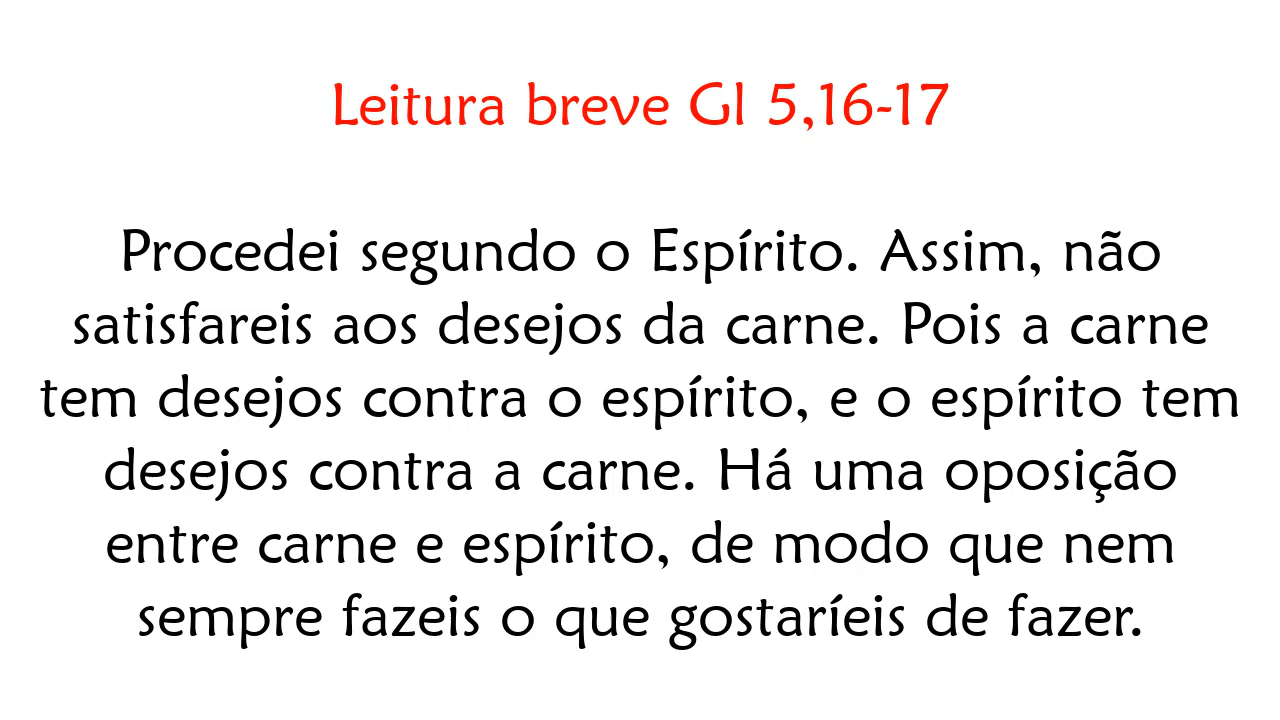 Leitura breve Gl 5,16-17
Procedei segundo o Espírito. Assim, não
satisfareis aos desejos da carne. Pois a carne
tem desejos contra o espírito, e o espírito tem
desejos contra a carne. Há uma oposição
entre carne e espírito, de modo que nem
sempre fazeis o que gostaríeis de fazer.